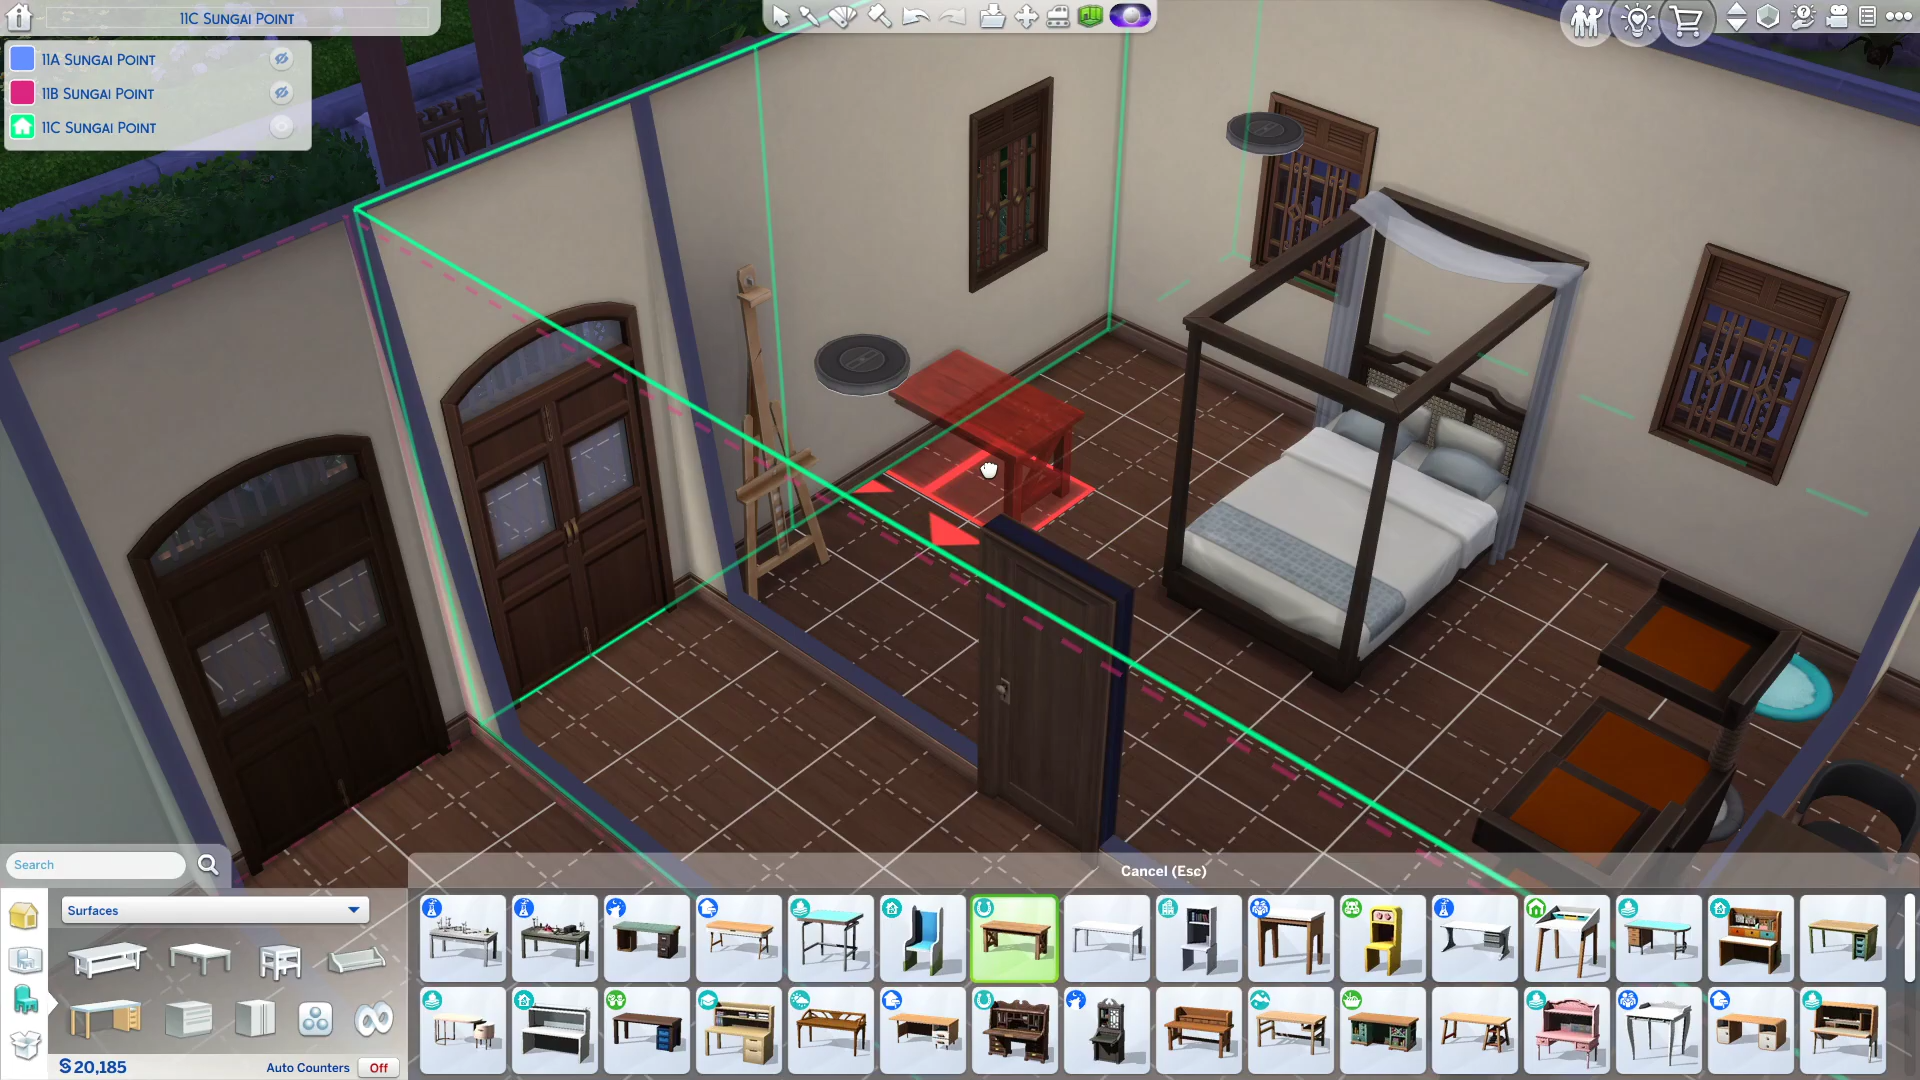 11C Sungai Point
11A Sungai Point
11B Sungai Point
11C Sungai Point
Search
Cancel (Esc)
Surfaces
§20,185
Auto Counters
Off